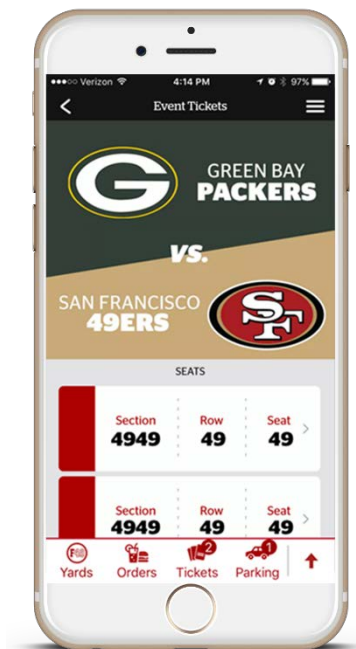 Verizon 4:14 PM 97%
Event Tickets
G
GREEN BAY
PACKERS
VS.
SAN FRANCISCO
49ERS
SF
SEATS
Section Row Seat
4949 49 49
Section Row Seat
4949 49 49
2 1
Yards Orders Tickets Parking